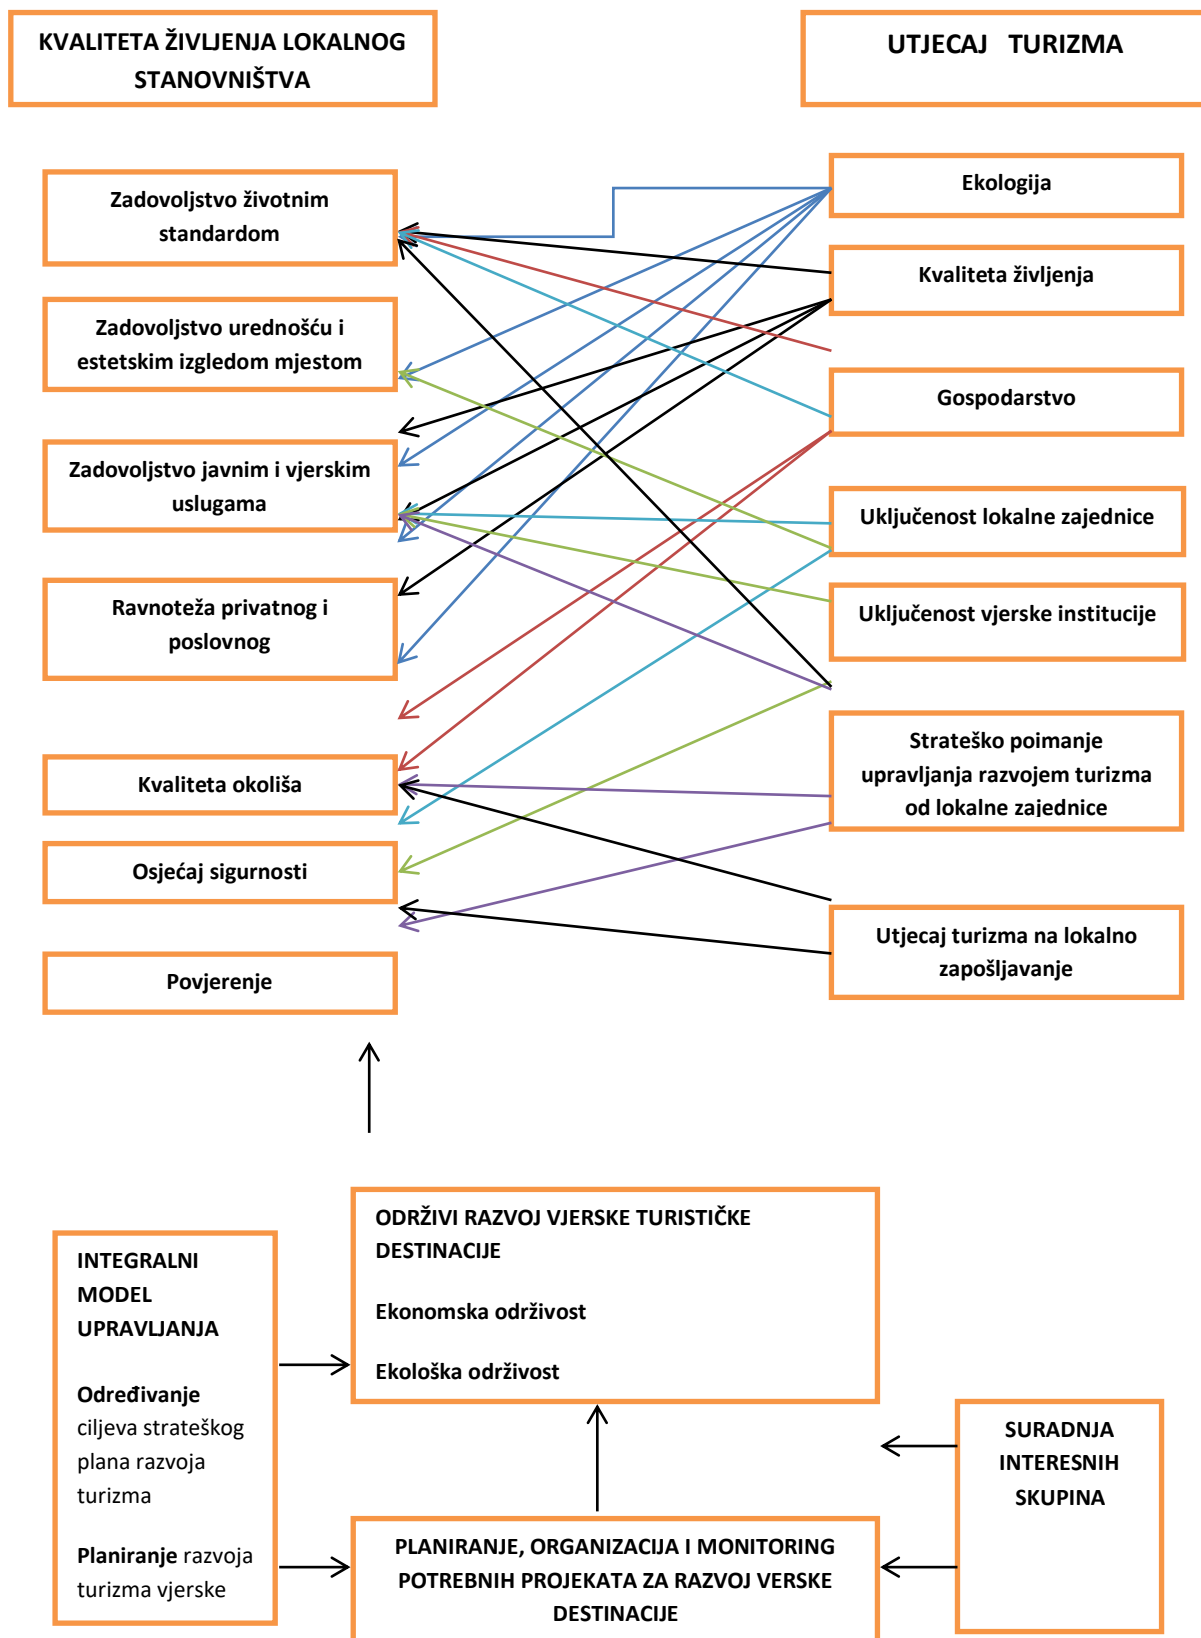 KVALITETA ŽIVLJENJA LOKALNOG
STANOVNIŠTVA
UTJECAJ TURIZMA
Zadovoljstvo životnim
standardom
Zadovoljstvo urednošću i
estetskim izgledom mjestom
Zadovoljstvo javnim i vjerskim
uslugama
Ravnoteža privatnog i
poslovnog
Kvaliteta okoliša
Osjećaj sigurnosti
Povjerenje
Ekologija
Kvaliteta življenja
Gospodarstvo
Uključenost lokalne zajednice
Uključenost vjerske institucije
Strateško poimanje
upravljanja razvojem turizma
od lokalne zajednice
Utjecaj turizma na lokalno
zapošljavanje
INTEGRALNI
MODEL
UPRAVLJANJA
Određivanje
ciljeva strateškog
plana razvoja
turizma
Planiranje razvoja
turizma vjerske
ODRŽIVI RAZVOJ VJERSKE TURISTIČKE
DESTINACIJE
Ekonomska održivost
Ekološka održivost
PLANIRANJE, ORGANIZACIJA I MONITORING
POTREBNIH PROJEKATA ZA RAZVOJ VERSKE
DESTINACIJE
SURADNJA
INTERESNIH
SKUPINA